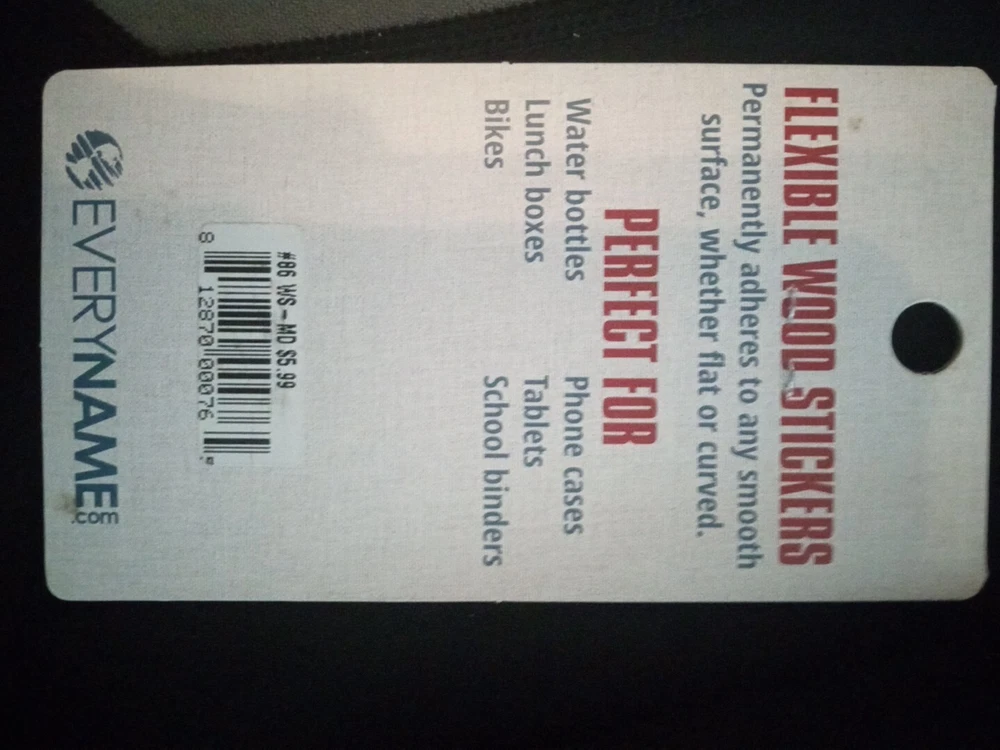 FLEXIBLE WOOD STICKERS
Permanently adheres to any smooth
surface, whether flat or curved.
PERFECT FOR
Water bottles Phone cases
Lunch boxes Tablets
Bikes School binders
#86 WS-MD $5.99
8 12870 00076
EVERYNAME.com